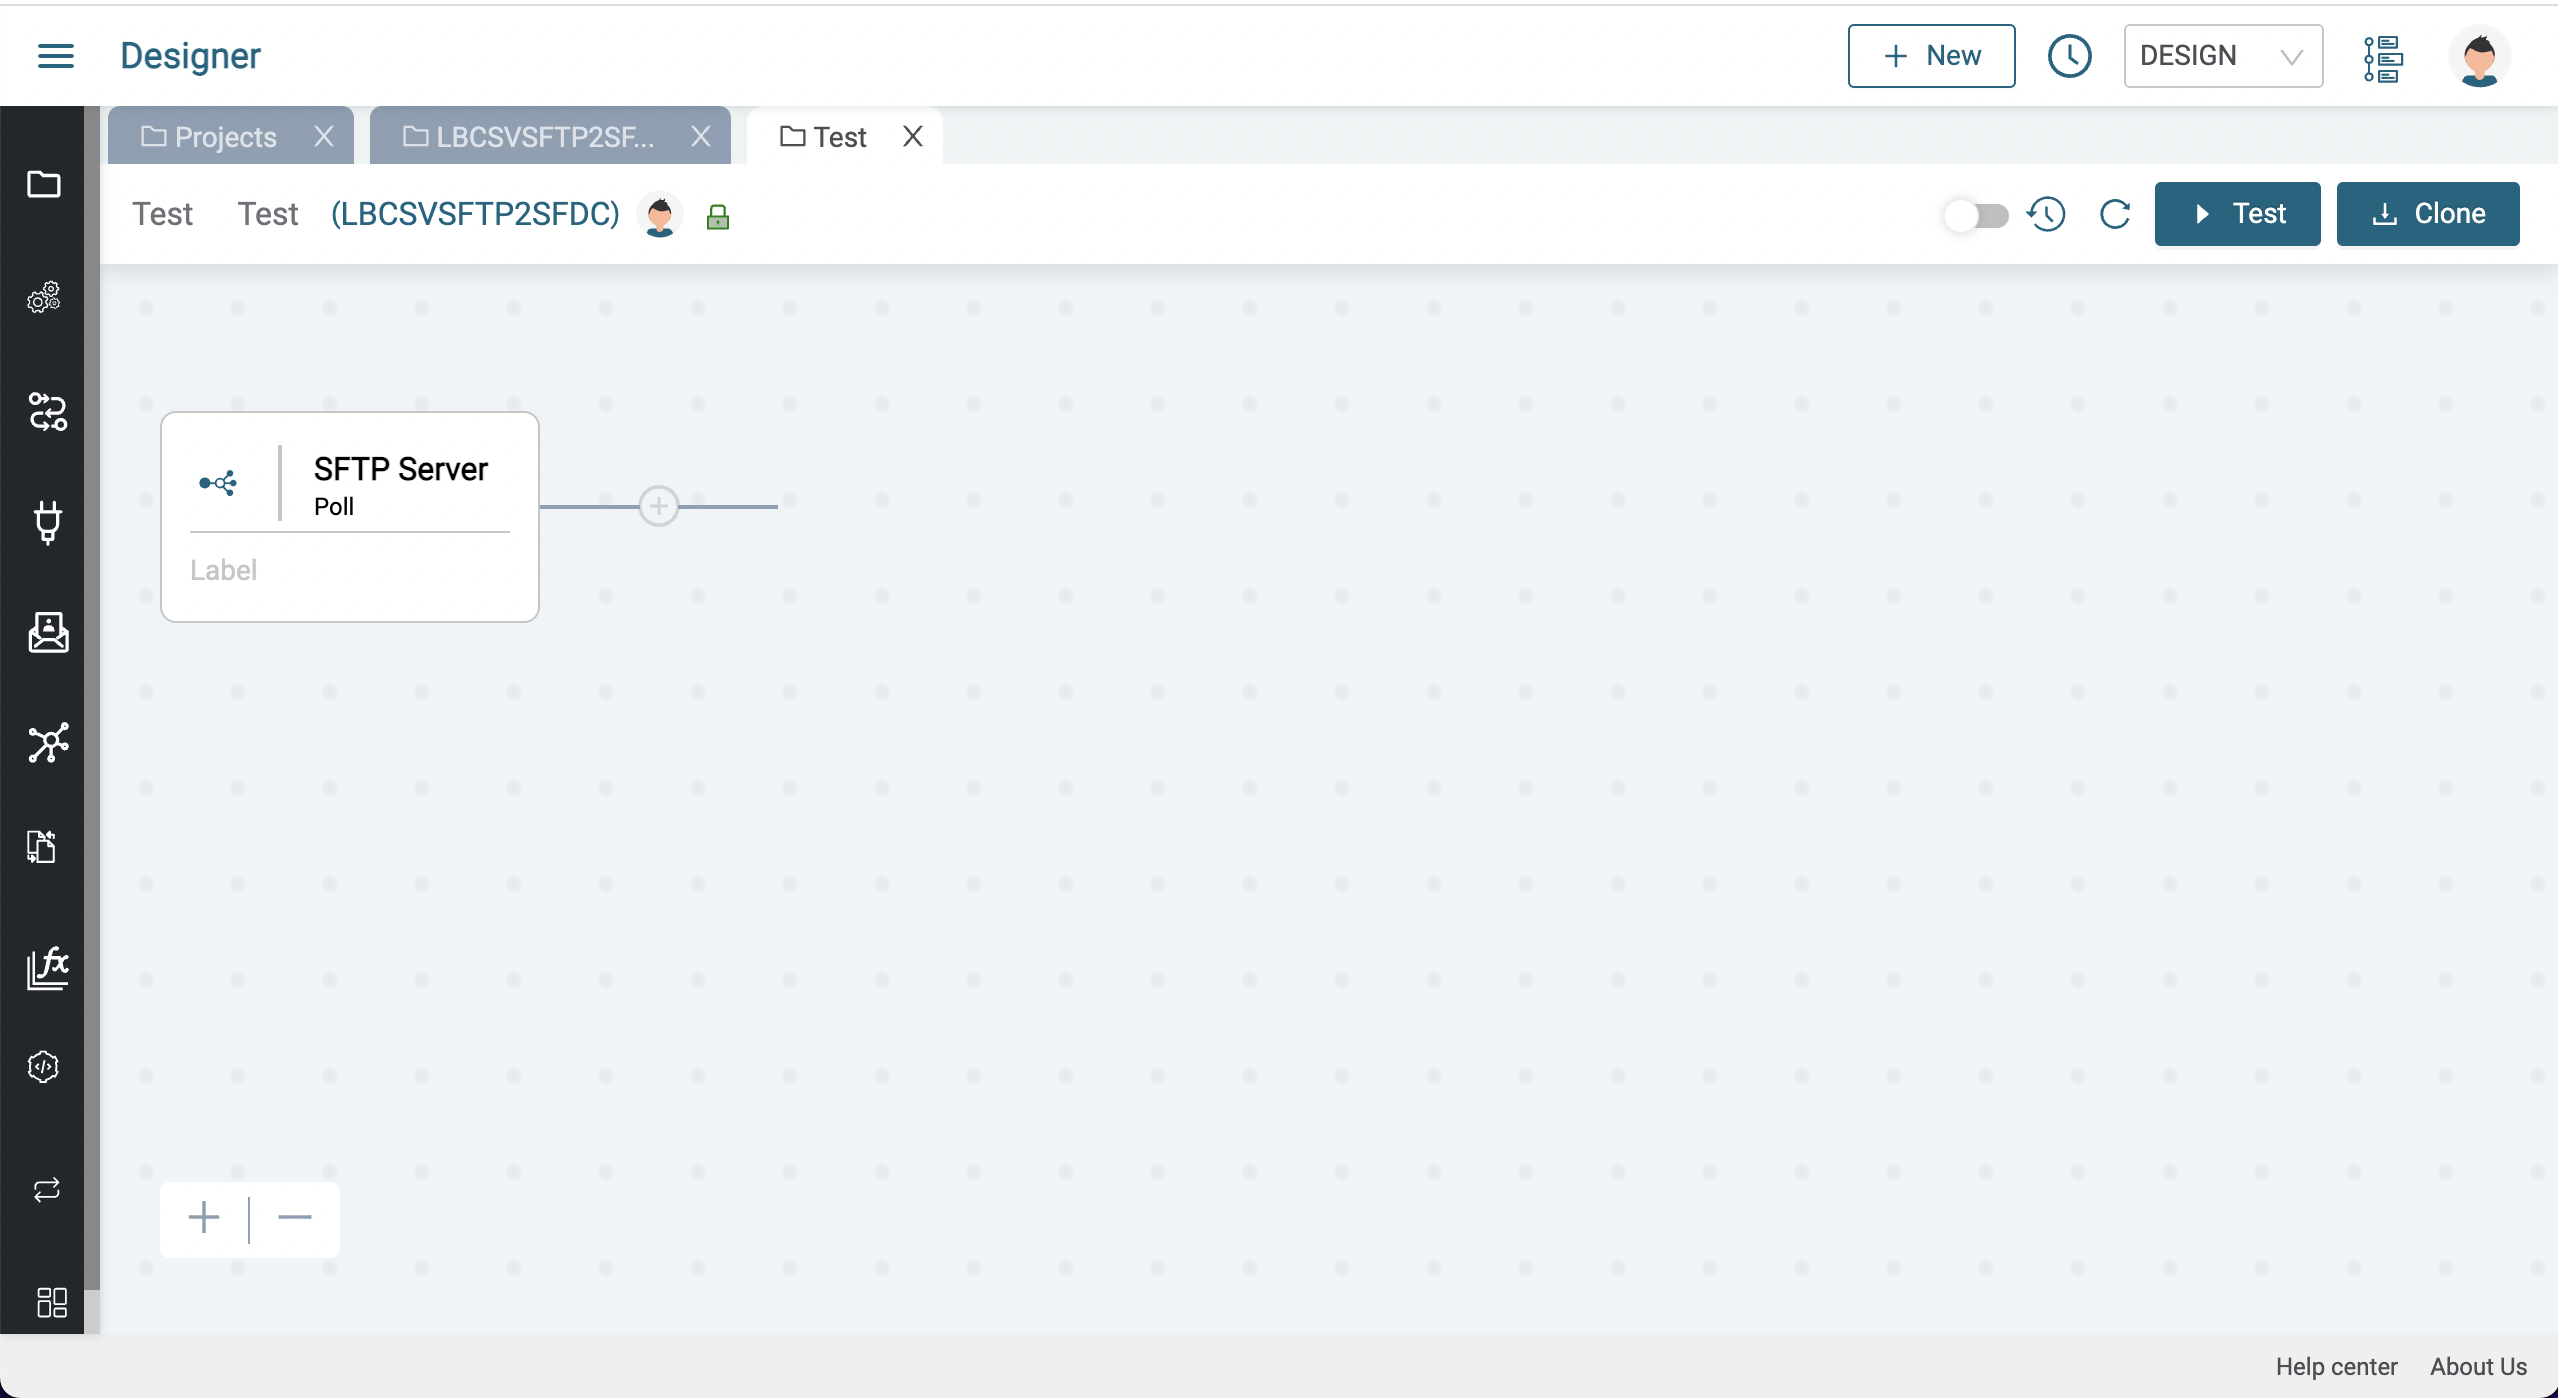 Designer
New
DESIGN
Projects X
LBCSVSFTP2SF... X
Test X
Test Test (LBCSVSFTP2SFDC)
Test
Clone
SFTP Server
Poll
Label
fx
Help center About Us